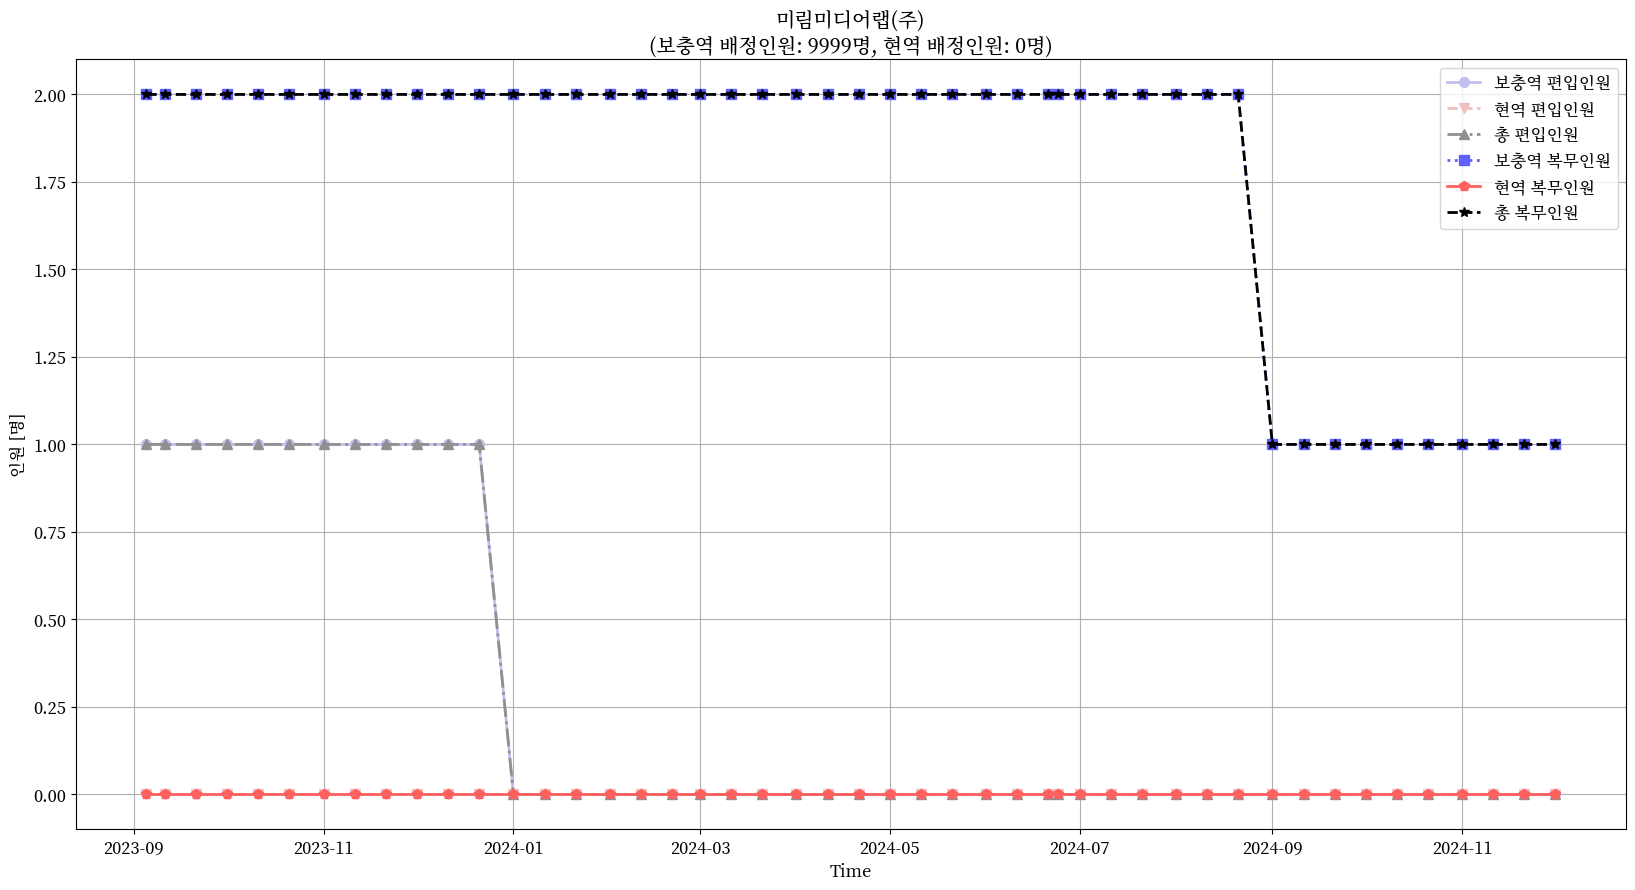 미림미디어랩(주)
(보충역 배정인원: 9999명, 현역 배정인원: 0명)
보충역 편입인원
현역 편입인원
총 편입인원
보충역 복무인원
현역 복무인원
총 복무인원
인원 [명]
2.00
1.75
1.50
1.25
1.00
0.75
0.50
0.25
0.00
2023-09 2023-11 2024-01 2024-03 2024-05 2024-07 2024-09 2024-11
Time